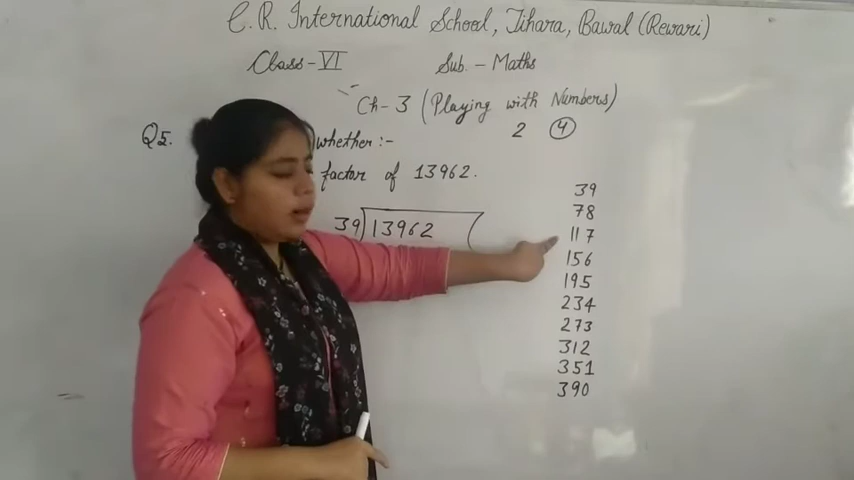 C.R. International School, Jihara, Bawal (Rewari)
Class-VI Sub. - Maths
Ch-3 (Playing with Numbers)
2 4
Q5. whether :-
factor of 13962.
39) 13962 (
39
78
117
156
195
234
273
312
351
390